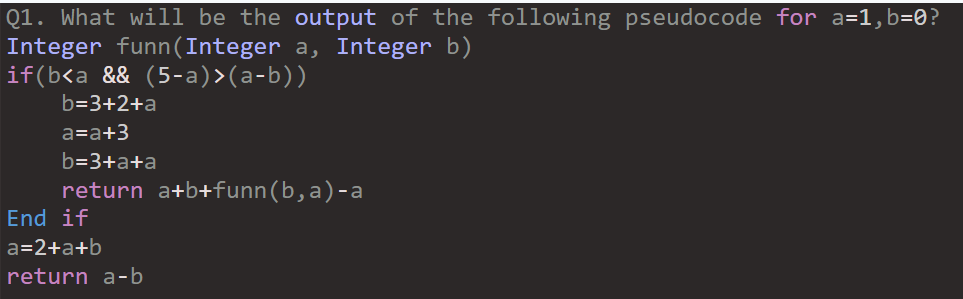 Q1. What will be the output of the following pseudocode for a=1,b=0?
Integer funn(Integer a, Integer b)
if(b<a && (5-a)>(a-b))
b=3+2+a
a=a+3
b=3+a+a
return a+b+funn(b,a)-a
End if
a=2+a+b
return a-b